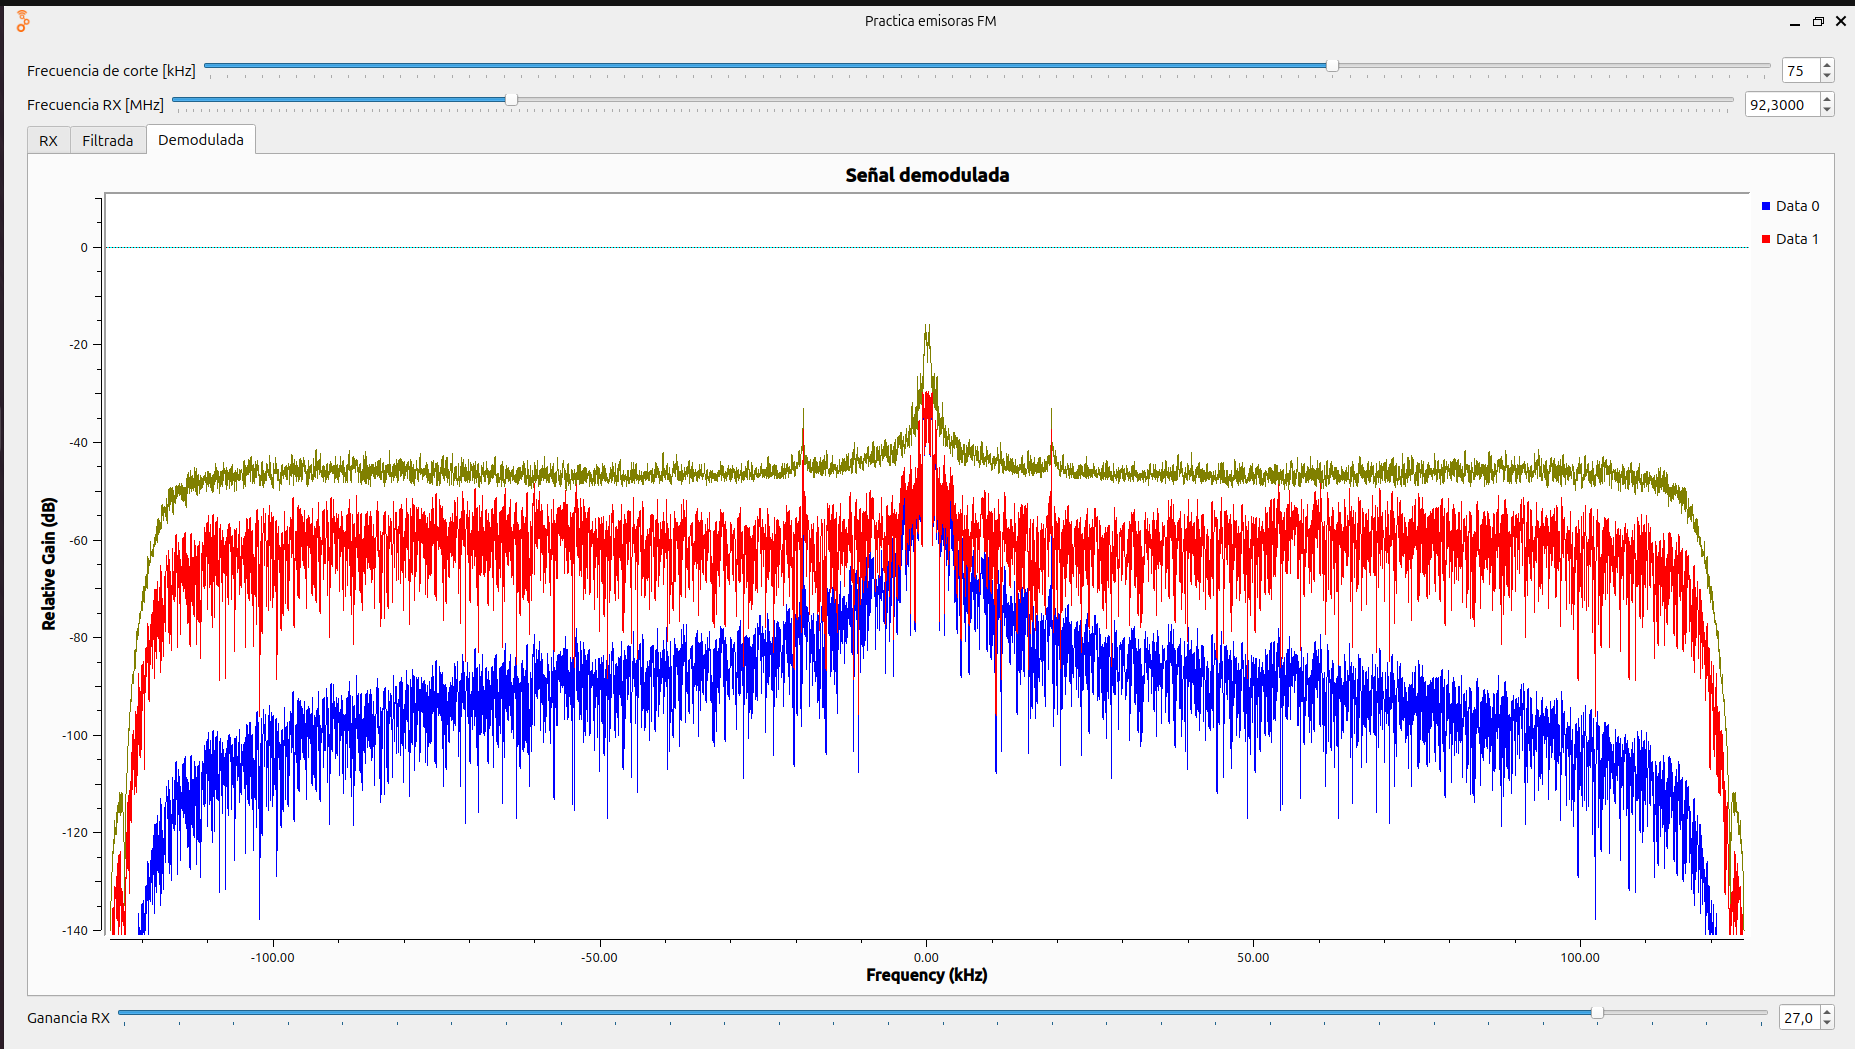 Practica emisoras FM
Frecuencia de corte [kHz]
75
Frecuencia RX [MHz]
92,3000
RX
Filtrada
Demodulada
Señal demodulada
Data 0
Data 1
Relative Gain (dB)
0
-20
-40
-60
-80
-100
-120
-140
-100.00
-50.00
0.00
50.00
100.00
Frequency (kHz)
Ganancia RX
27,0